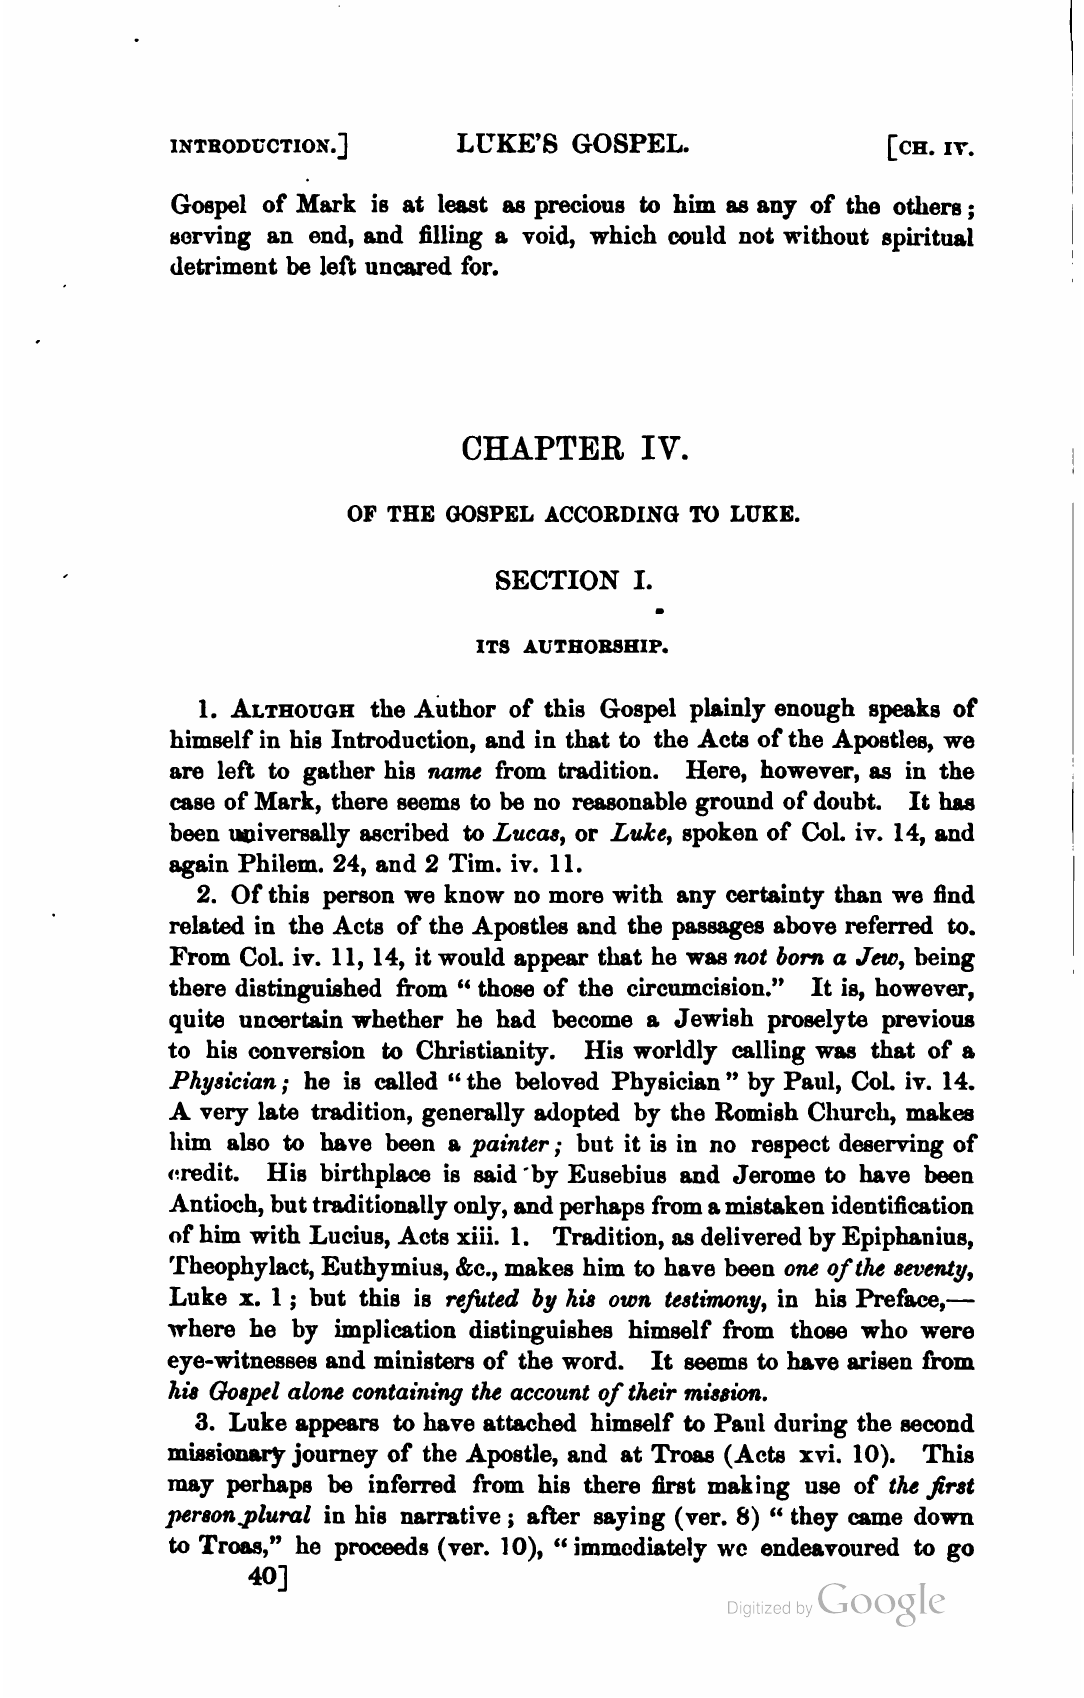 INTRODUCTION.] LUKE'S GOSPEL. [CH. IV.
Gospel of Mark is at least as precious to him as any of the others;
serving an end, and filling a void, which could not without spiritual
detriment be left uncared for.
CHAPTER IV.
OF THE GOSPEL ACCORDING TO LUKE.
SECTION I.
ITS AUTHORSHIP.
1. ALTHOUGH the Author of this Gospel plainly enough speaks of
himself in his Introduction, and in that to the Acts of the Apostles, we
are left to gather his name from tradition. Here, however, as in the
case of Mark, there seems to be no reasonable ground of doubt. It has
been universally ascribed to Lucas, or Luke, spoken of Col. iv. 14, and
again Philem. 24, and 2 Tim. iv. 11.
2. Of this person we know no more with any certainty than we find
related in the Acts of the Apostles and the passages above referred to.
From Col. iv. 11, 14, it would appear that he was not born a Jew, being
there distinguished from “those of the circumcision.” It is, however,
quite uncertain whether he had become a Jewish proselyte previous
to his conversion to Christianity. His worldly calling was that of a
Physician; he is called “the beloved Physician” by Paul, Col. iv. 14.
A very late tradition, generally adopted by the Romish Church, makes
him also to have been a painter; but it is in no respect deserving of
credit. His birthplace is said by Eusebius and Jerome to have been
Antioch, but traditionally only, and perhaps from a mistaken identification
of him with Lucius, Acts xiii. 1. Tradition, as delivered by Epiphanius,
Theophylact, Euthymius, &c., makes him to have been one of the seventy,
Luke x. 1; but this is refuted by his own testimony, in his Preface,—
where he by implication distinguishes himself from those who were
eye-witnesses and ministers of the word. It seems to have arisen from
his Gospel alone containing the account of their mission.
3. Luke appears to have attached himself to Paul during the second
missionary journey of the Apostle, and at Troas (Acts xvi. 10). This
may perhaps be inferred from his there first making use of the first
person plural in his narrative; after saying (ver. 8) “they came down
to Troas,” he proceeds (ver. 10), “immediately we endeavoured to go
40]
Digitized by Google